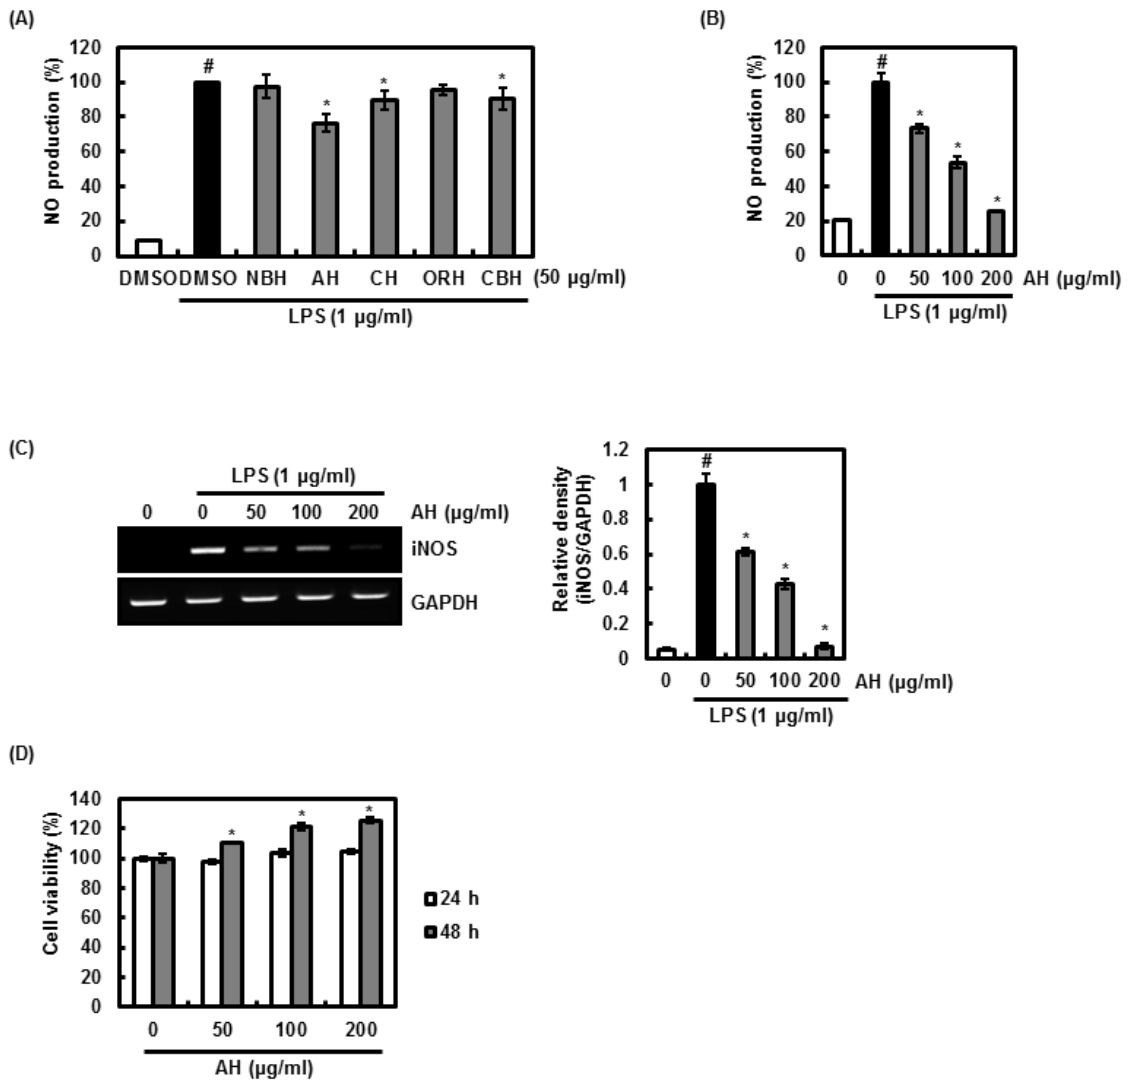 (A)
NO production (%)
120
100
80
60
40
20
0
#
*
*
*
DMSO DMSO NBH AH CH ORH CBH (50 µg/ml)
LPS (1 µg/ml)
(B)
NO production (%)
120
100
80
60
40
20
0
#
*
*
*
0 0 50 100 200 AH (µg/ml)
LPS (1 µg/ml)
(C)
LPS (1 µg/ml)
0 0 50 100 200 AH (µg/ml)
iNOS
GAPDH
Relative density
(iNOS/GAPDH)
1.2
1
0.8
0.6
0.4
0.2
0
#
*
*
*
0 0 50 100 200 AH (µg/ml)
LPS (1 µg/ml)
(D)
Cell viability (%)
140
120
100
80
60
40
20
0
*
*
*
0 50 100 200
AH (µg/ml)
24 h
48 h